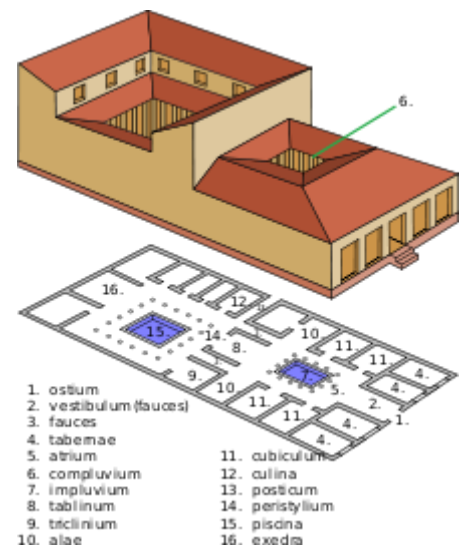 6.
16.
12.
10.
11.
11.
15.
14.
8.
4.
4.
5.
9.
10.
11.
2.
11.
4.
1.
4.
1. ostium
2. vestibulum (fauces)
3. fauces
4. tabernae
5. atrium
6. compluvium
7. impluvium
8. tablinum
9. triclinium
10. alae
11. cubiculum
12. culina
13. posticum
14. peristylium
15. piscina
16. exedra